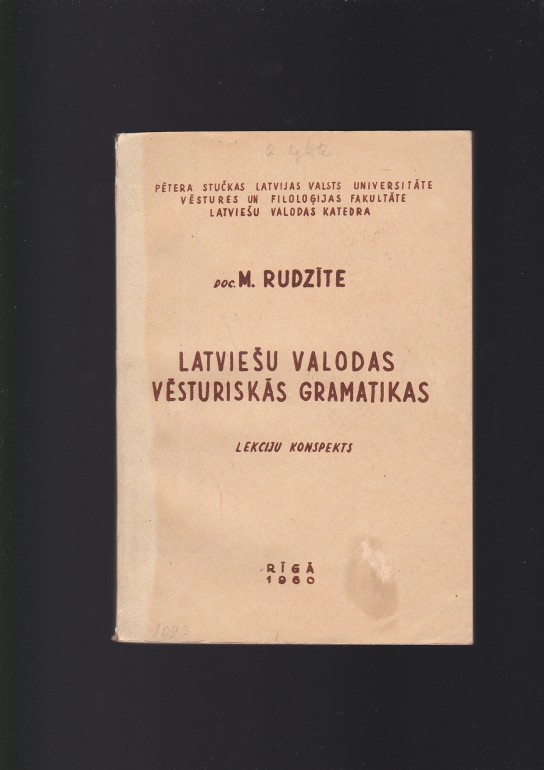 PĒTERA STUČKAS LATVIJAS VALSTS UNIVERSITĀTE
VĒSTURES UN FILOLOĢIJAS FAKULTĀTE
LATVIEŠU VALODAS KATEDRA
DOC. M. RUDZĪTE
LATVIEŠU VALODAS
VĒSTURISKĀS GRAMATIKAS
LEKCIJU KONSPEKTS
RĪGĀ
1960